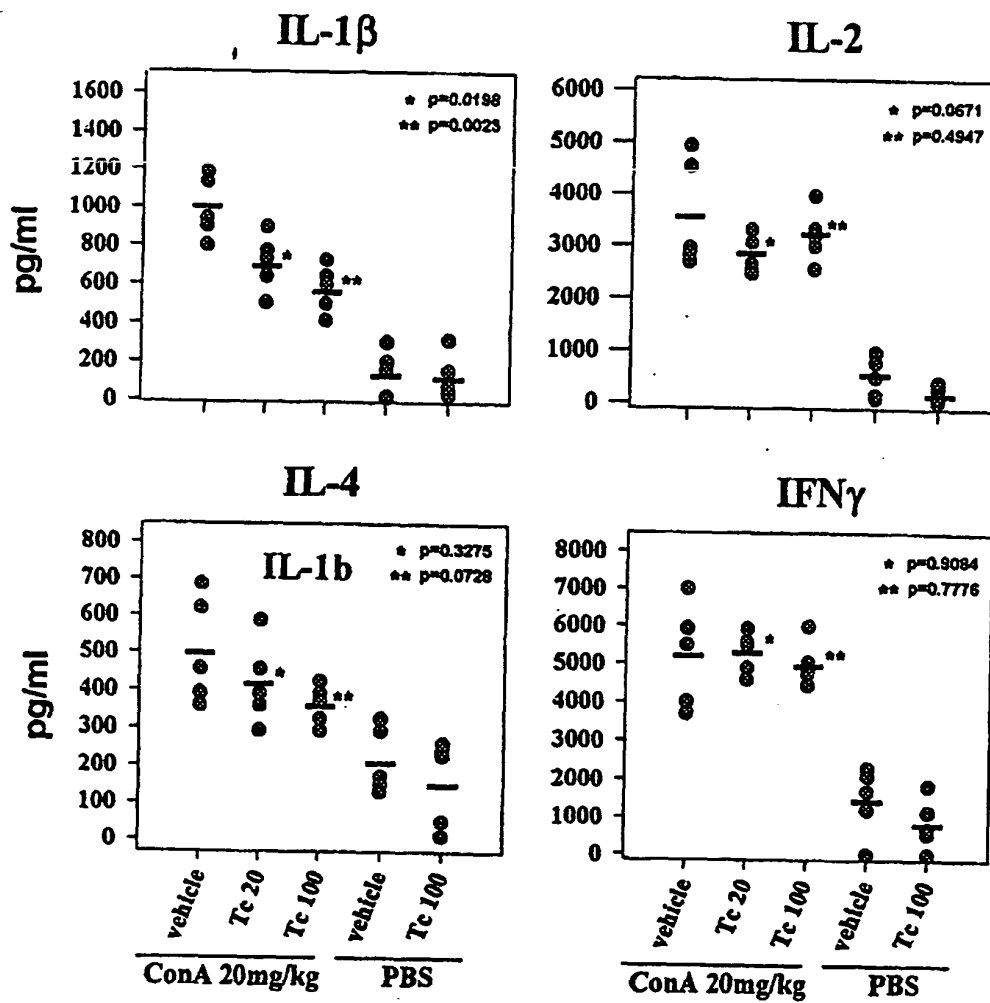 IL-1β
1600
1400
1200
1000
800
600
400
200
0
pg/ml
* p=0.0198
** p=0.0023
*
**
IL-2
6000
5000
4000
3000
2000
1000
0
* p=0.0671
** p=0.4947
*
**
IL-4
800
700
600
500
400
300
200
100
0
pg/ml
IL-1b
* p=0.3275
** p=0.0728
*
**
vehicle
Tc 20
Tc 100
vehicle
Tc 100
ConA 20mg/kg
PBS
IFNγ
8000
7000
6000
5000
4000
3000
2000
1000
0
* p=0.9084
** p=0.7776
*
**
vehicle
Tc 20
Tc 100
vehicle
Tc 100
ConA 20mg/kg
PBS